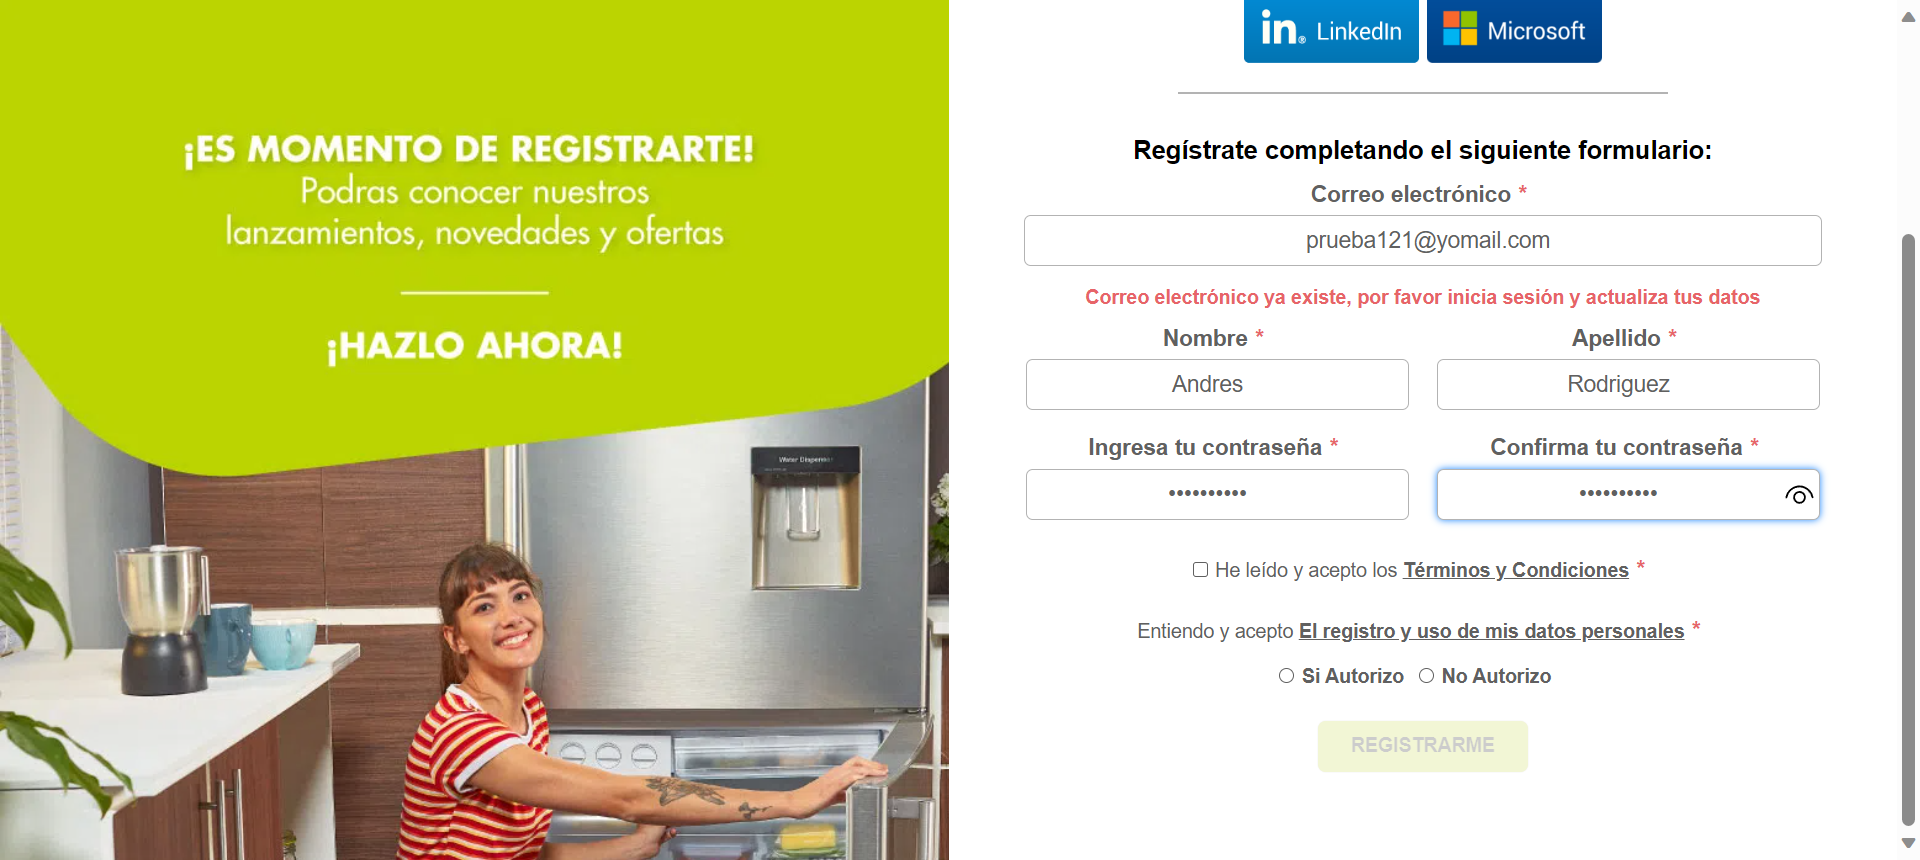 ¡ES MOMENTO DE REGISTRARTE!
Podras conocer nuestros
lanzamientos, novedades y ofertas
¡HAZLO AHORA!
Water Dispenser
in. LinkedIn
Microsoft
Regístrate completando el siguiente formulario:
Correo electrónico *
prueba121@yomail.com
Correo electrónico ya existe, por favor inicia sesión y actualiza tus datos
Nombre *
Apellido *
Andres
Rodriguez
Ingresa tu contraseña *
Confirma tu contraseña *
••••••••••
••••••••••
He leído y acepto los Términos y Condiciones *
Entiendo y acepto El registro y uso de mis datos personales *
Si Autorizo
No Autorizo
REGISTRARME